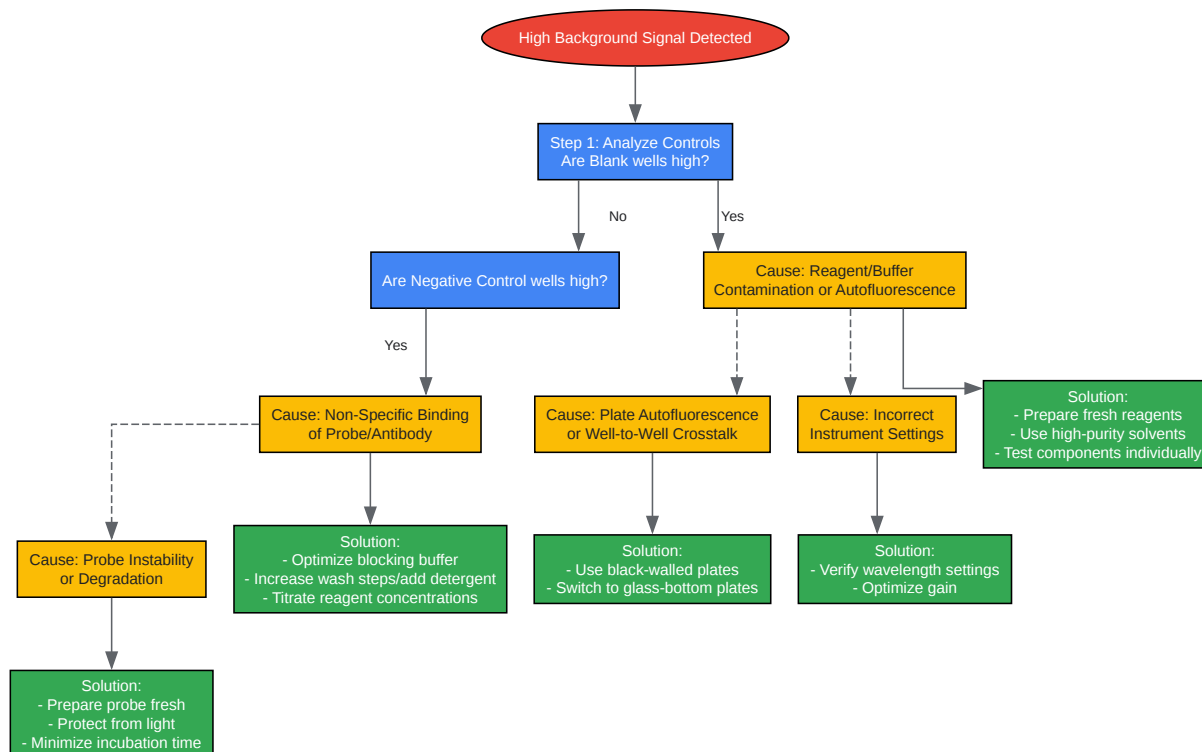 High Background Signal Detected
Step 1: Analyze Controls
Are Blank wells high?
No
Yes
Are Negative Control wells high?
Cause: Reagent/Buffer
Contamination or Autofluorescence
Yes
Cause: Non-Specific Binding
of Probe/Antibody
Cause: Plate Autofluorescence
or Well-to-Well Crosstalk
Cause: Incorrect
Instrument Settings
Solution:
- Prepare fresh reagents
- Use high-purity solvents
- Test components individually
Cause: Probe Instability
or Degradation
Solution:
- Optimize blocking buffer
- Increase wash steps/add detergent
- Titrate reagent concentrations
Solution:
- Use black-walled plates
- Switch to glass-bottom plates
Solution:
- Verify wavelength settings
- Optimize gain
Solution:
- Prepare probe fresh
- Protect from light
- Minimize incubation time